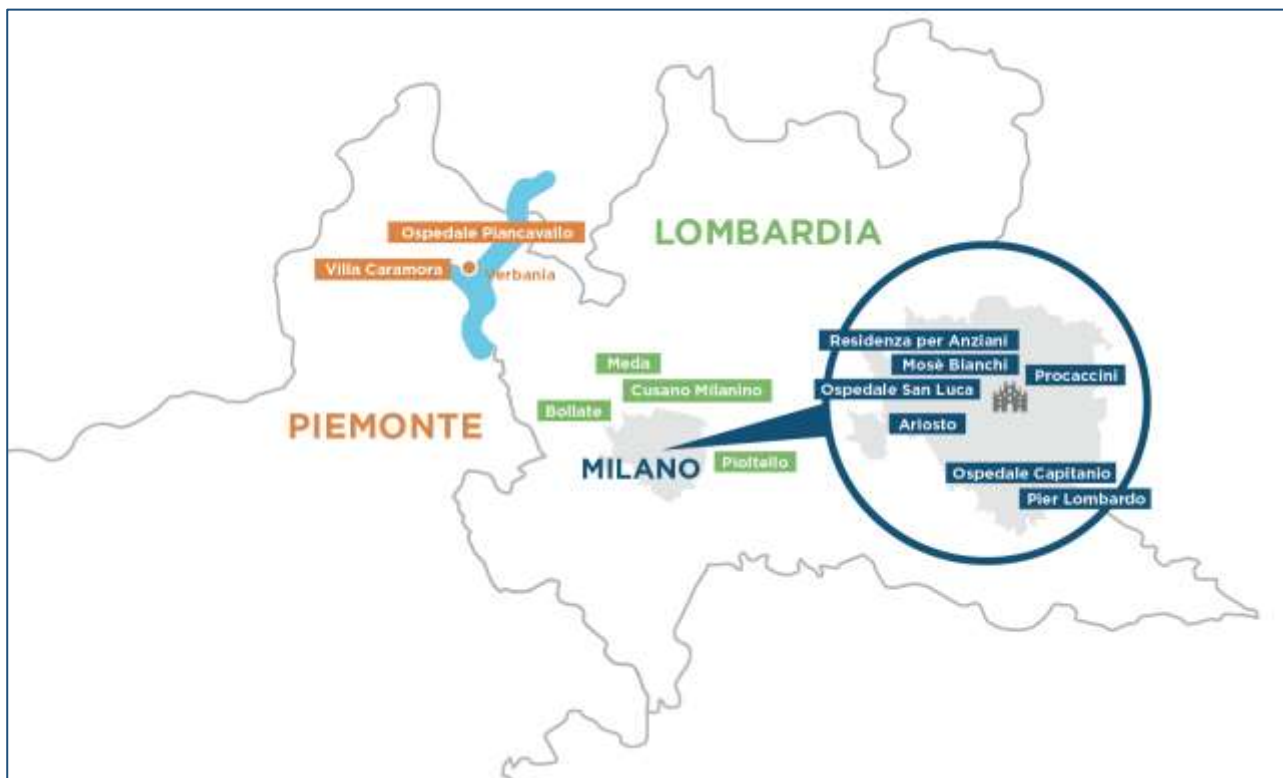 LOMBARDIA
Ospedale Piancavallo
Villa Caramora
Verbania
PIEMONTE
Meda
Cusano Milanino
Bollate
MILANO
Pioltello
Residenza per Anziani
Mosè Bianchi
Procaccini
Ospedale San Luca
Ariosto
Ospedale Capitanio
Pier Lombardo